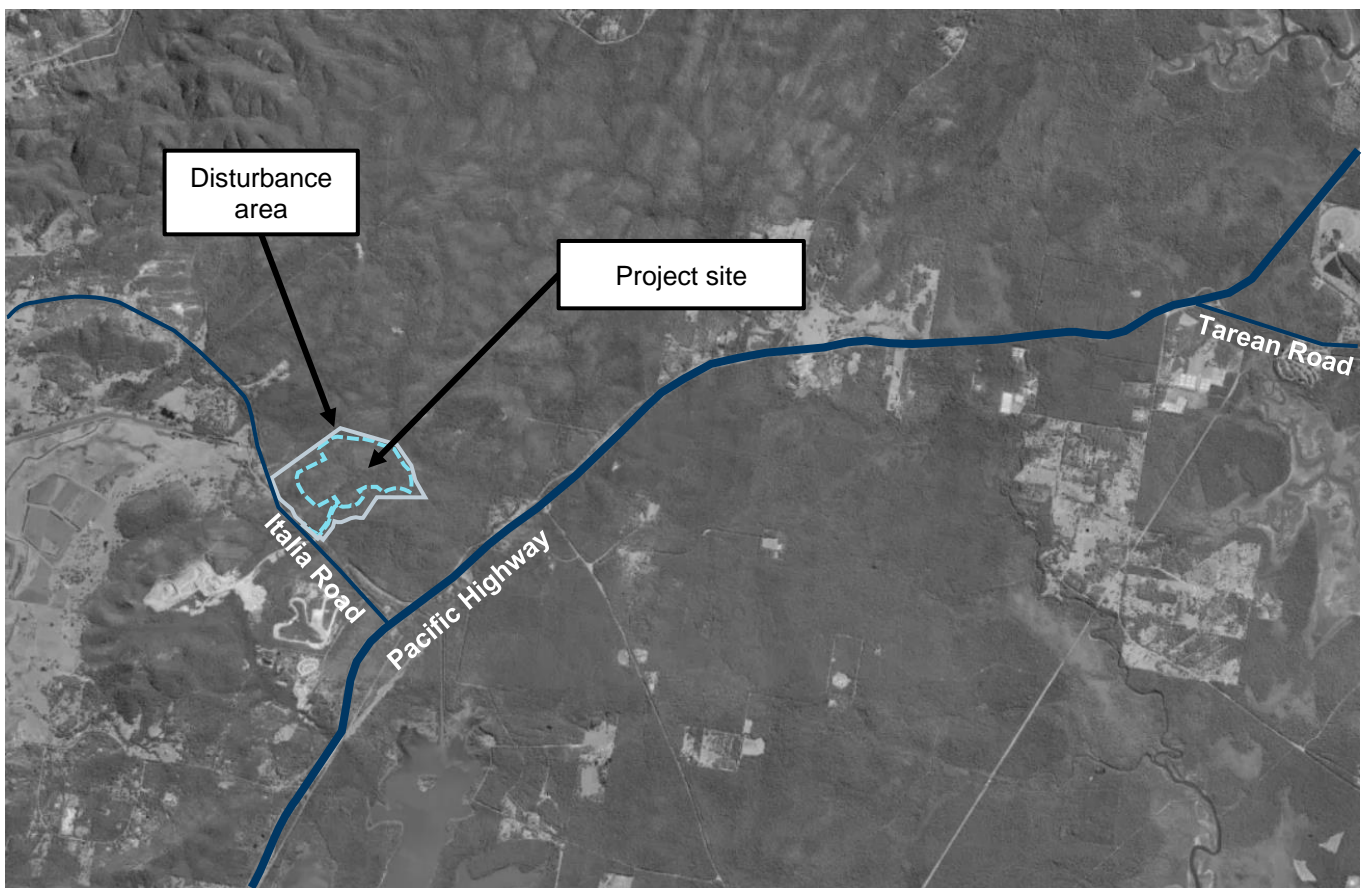 Disturbance
area
Project site
Tarean Road
Italia Road
Pacific Highway